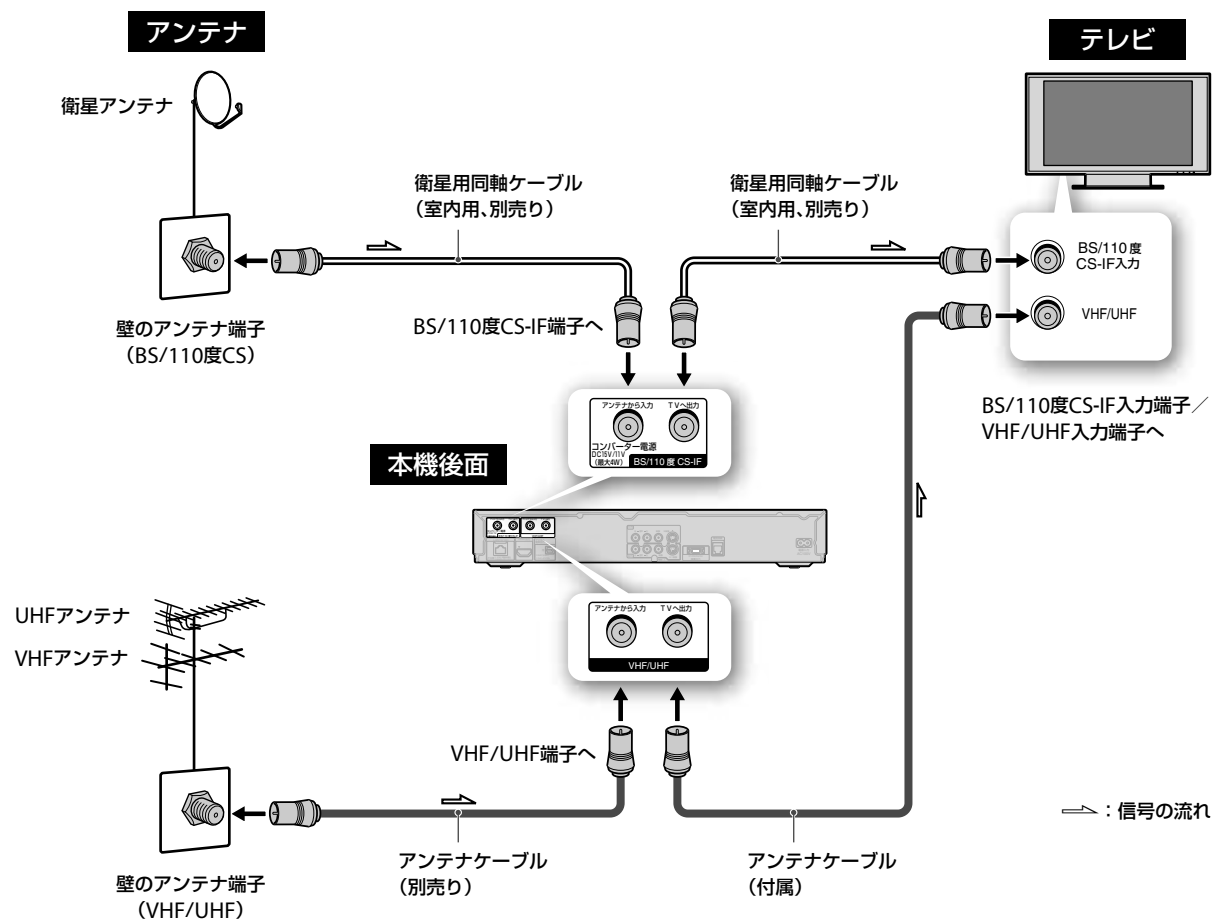 アンテナ
テレビ
衛星アンテナ
衛星用同軸ケーブル
（室内用、別売り）
衛星用同軸ケーブル
（室内用、別売り）
BS/110度
CS-IF入力
VHF/UHF
壁のアンテナ端子
（BS/110度CS）
BS/110度CS-IF端子へ
BS/110度CS-IF入力端子／
VHF/UHF入力端子へ
アンテナから入力
TVへ出力
コンバーター電源
DC15V/11V
（最大4W）
BS/110度 CS-IF
本機後面
アンテナから入力
TVへ出力
VHF/UHF
UHFアンテナ
VHFアンテナ
VHF/UHF端子へ
：信号の流れ
アンテナケーブル
（別売り）
アンテナケーブル
（付属）
壁のアンテナ端子
（VHF/UHF）